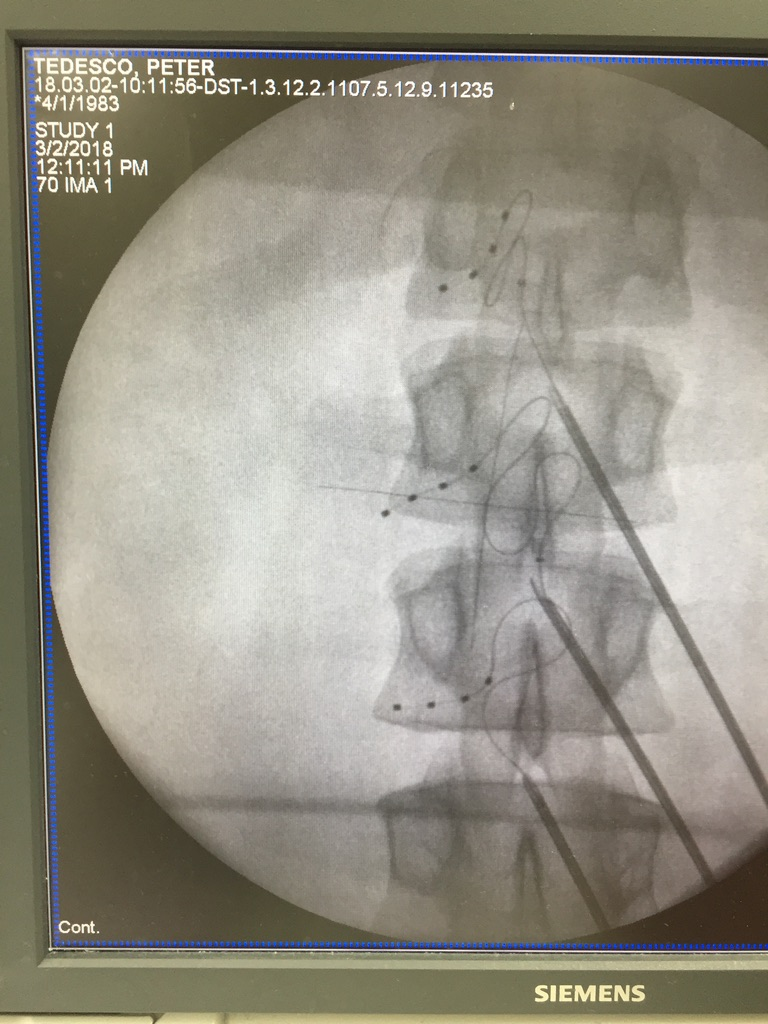 TEDESCO, PETER
18.03.02-10:11:56-DST-1.3.12.2.1107.5.12.9.11235
*4/1/1983
STUDY 1
3/2/2018
12:11:11 PM
70 IMA 1
Cont.
SIEMENS